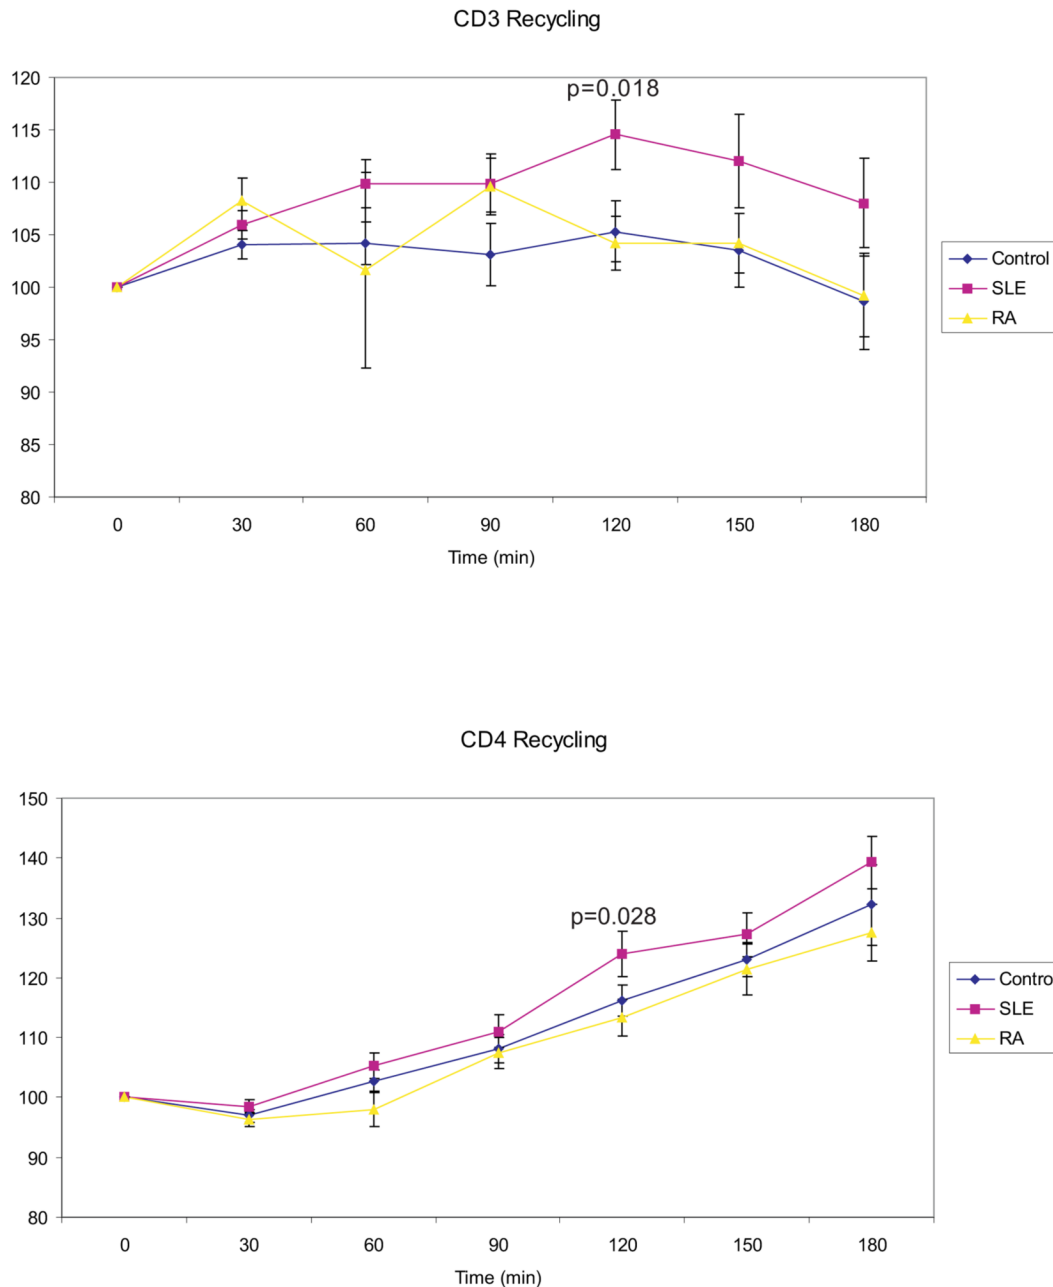 CD3 Recycling
120
p=0.018
115
110
105
100
95
90
85
80
0 30 60 90 120 150 180
Time (min)
Control
SLE
RA
CD4 Recycling
150
140
130
p=0.028
120
110
100
90
80
0 30 60 90 120 150 180
Time (min)
Contro
SLE
RA